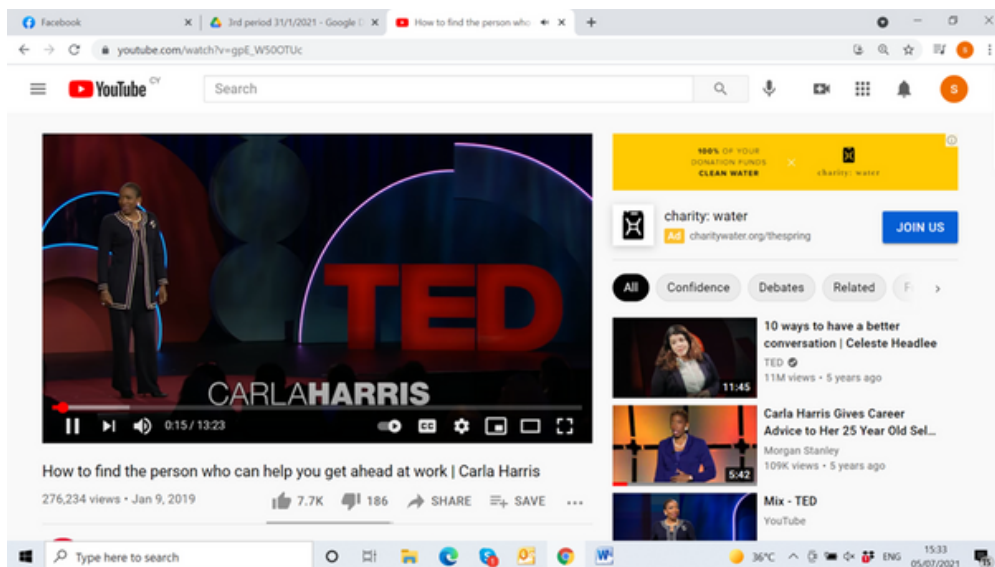 Facebook
3rd period 31/1/2021 - Google D
How to find the person who
youtube.com/watch?v=gpE_W50OTUc
S
YouTube CY
Search
S
TED
CARLAHARRIS
0:15 / 13:23
CC
How to find the person who can help you get ahead at work | Carla Harris
276,234 views • Jan 9, 2019
7.7K
186
SHARE
SAVE
100% OF YOUR
DONATION FUNDS
CLEAN WATER
charity: water
charity: water
Ad charitywater.org/thespring
JOIN US
All
Confidence
Debates
Related
11:45
10 ways to have a better
conversation | Celeste Headlee
TED
11M views • 5 years ago
5:42
Carla Harris Gives Career
Advice to Her 25 Year Old Sel...
Morgan Stanley
109K views • 5 years ago
Mix - TED
YouTube
Type here to search
W
36°C
ENG
15:33
05/07/2021
15